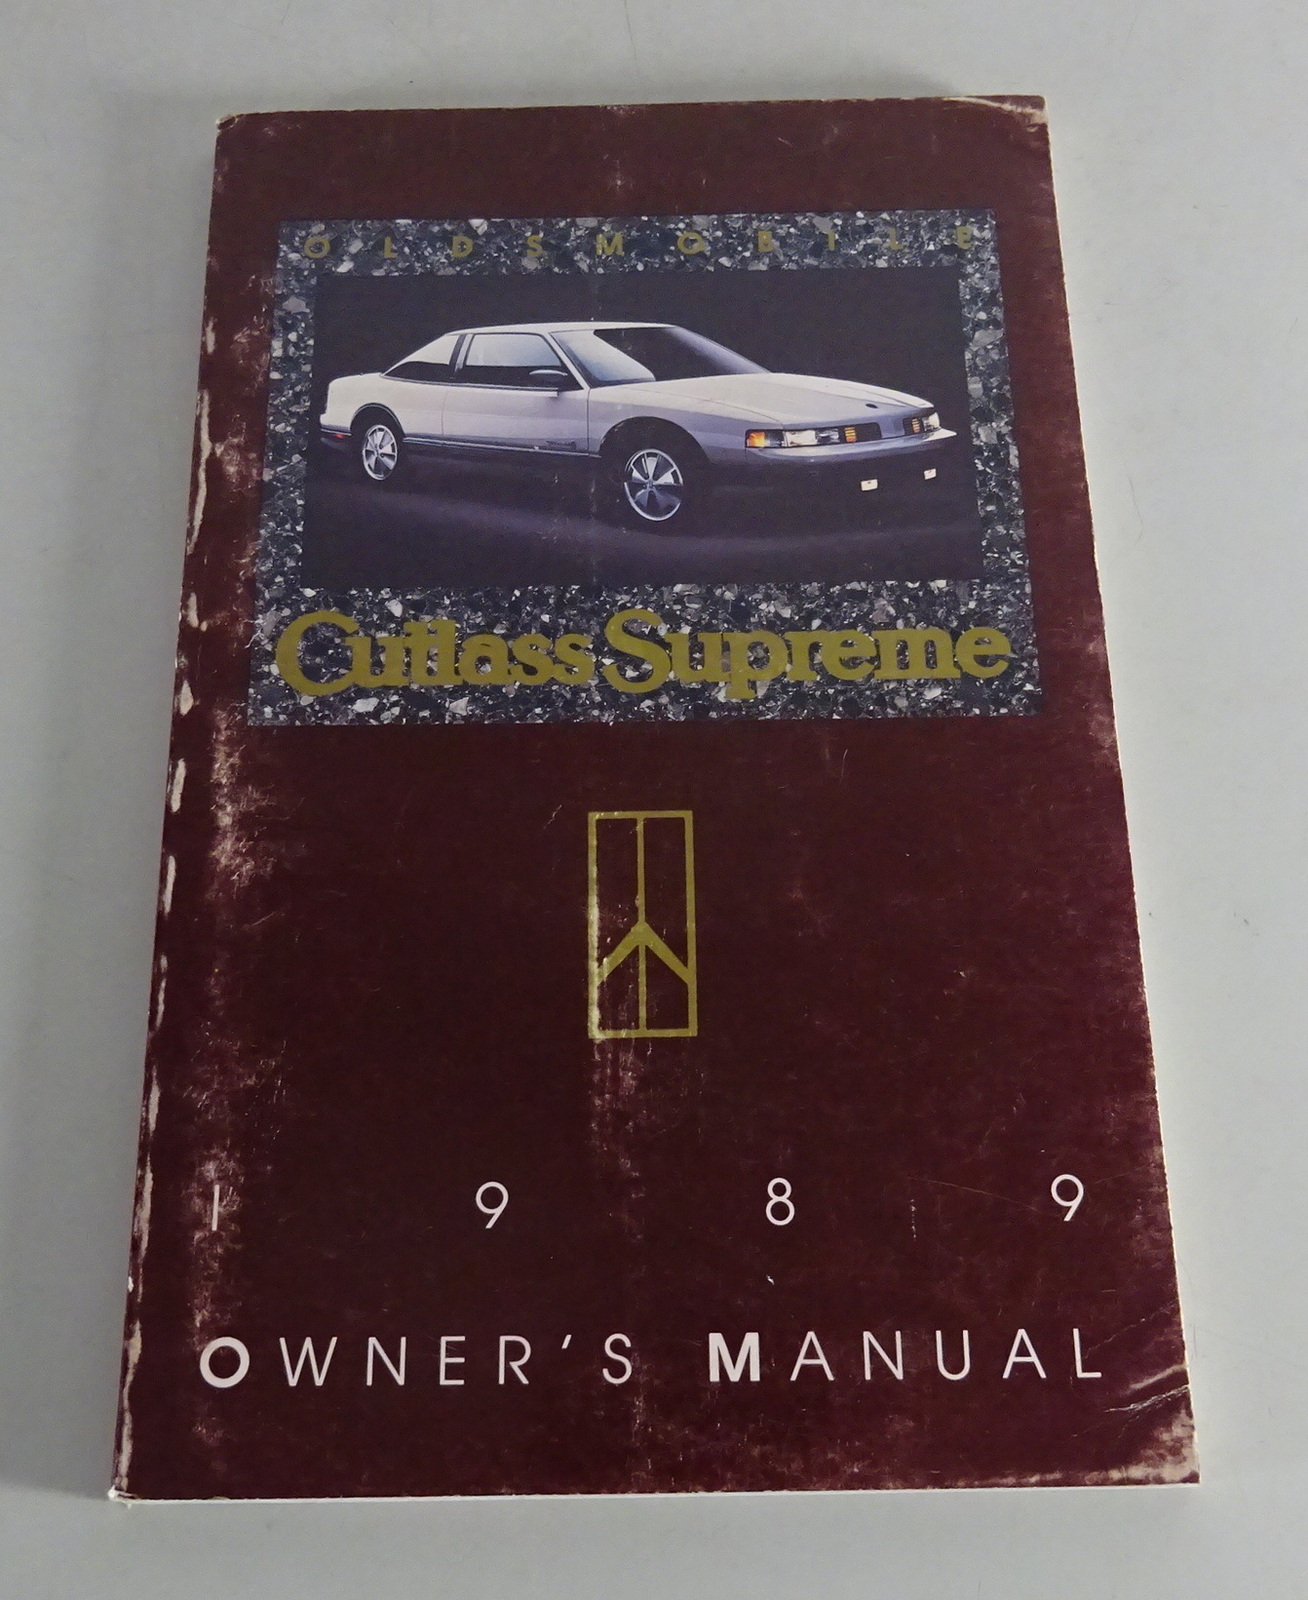 OLDSMOBILE
Cutlass Supreme
1989
OWNER'S MANUAL